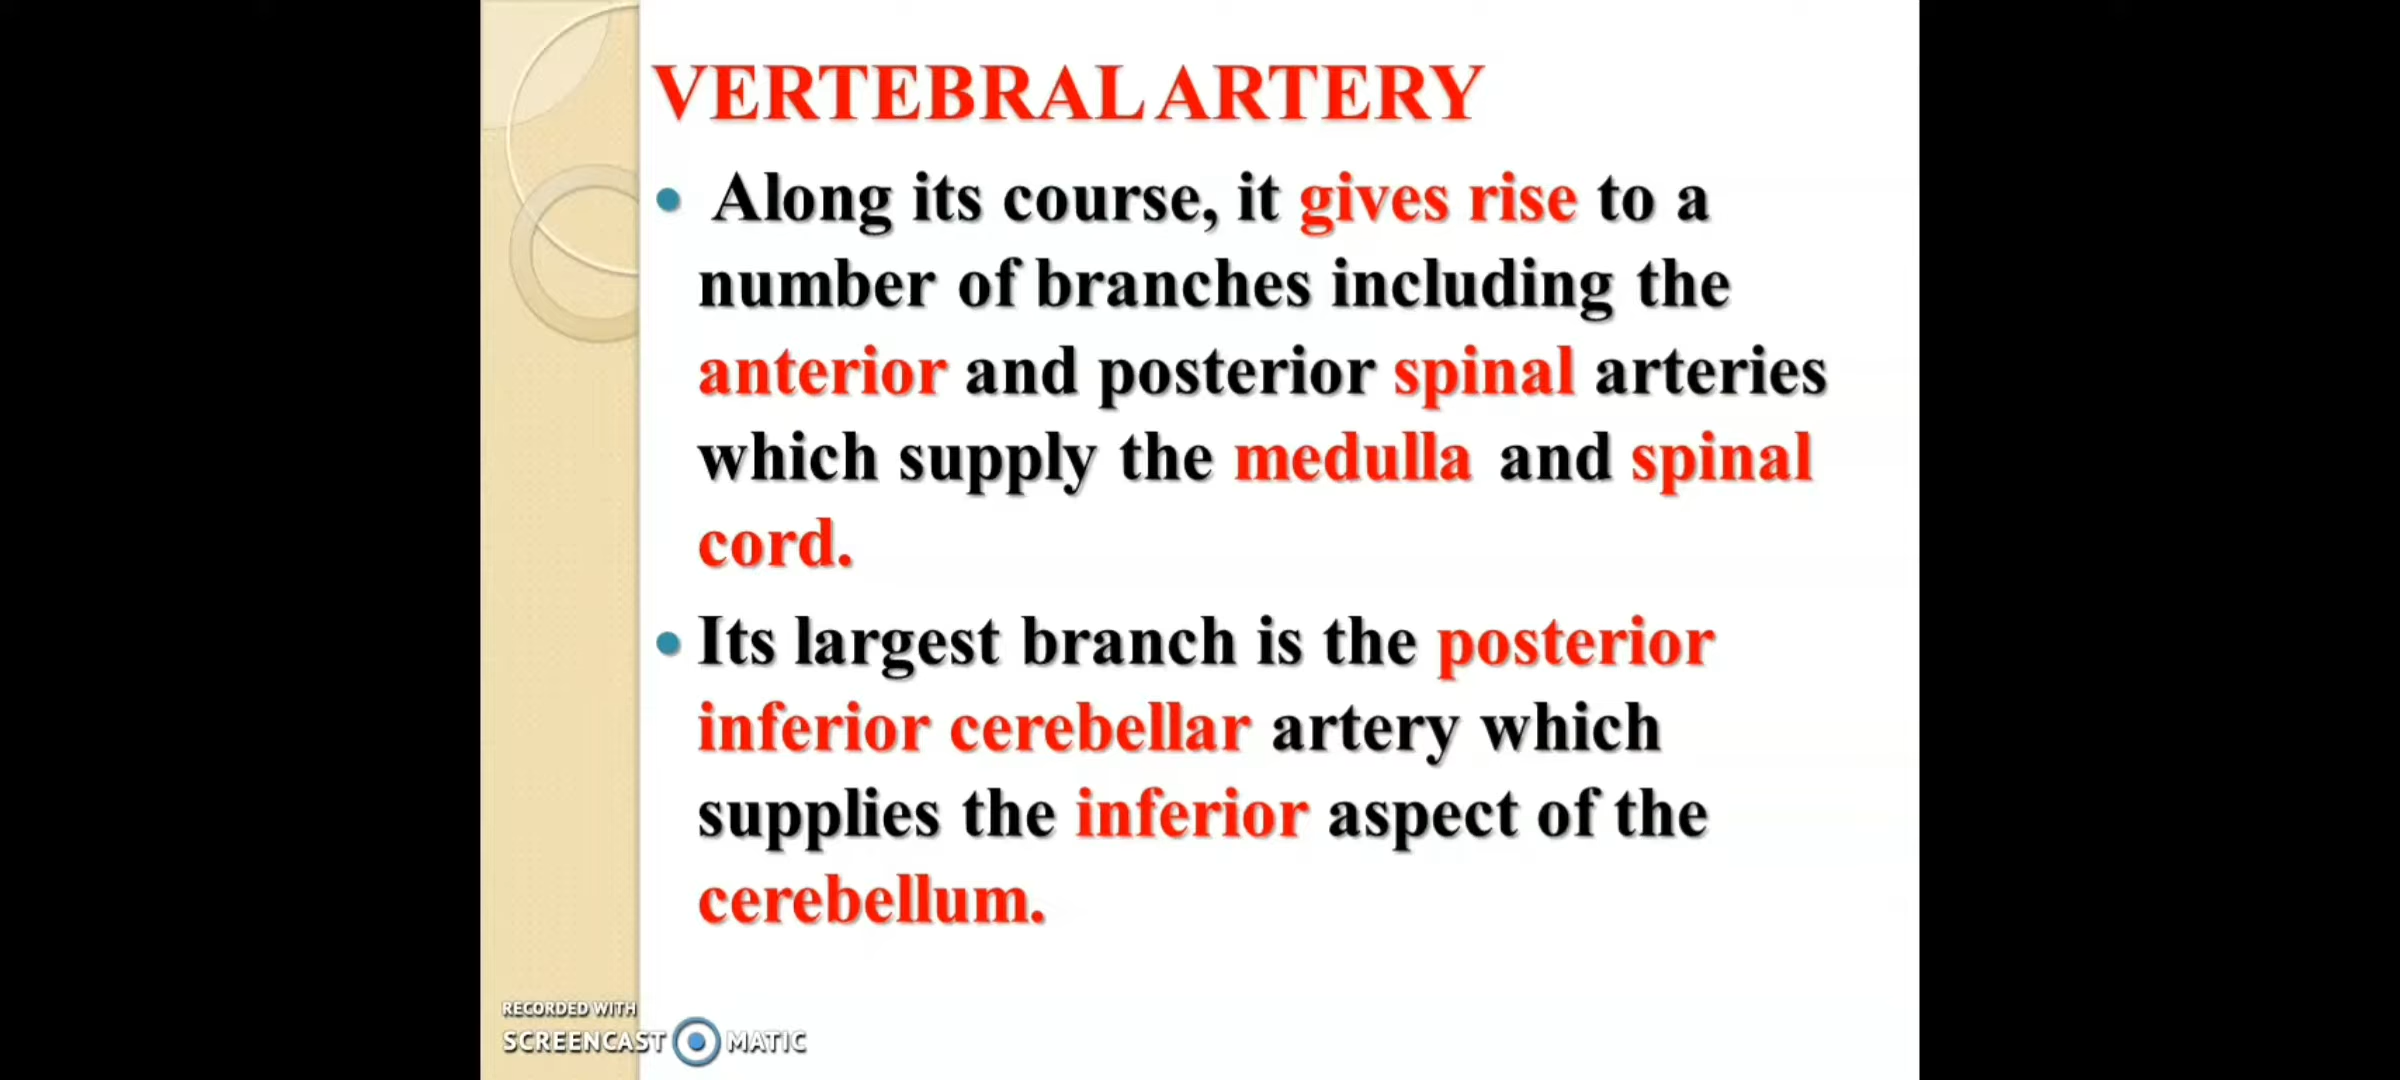 VERTEBRAL ARTERY
• Along its course, it gives rise to a
number of branches including the
anterior and posterior spinal arteries
which supply the medulla and spinal
cord.
• Its largest branch is the posterior
inferior cerebellar artery which
supplies the inferior aspect of the
cerebellum.
RECORDED WITH
SCREENCAST MATIC